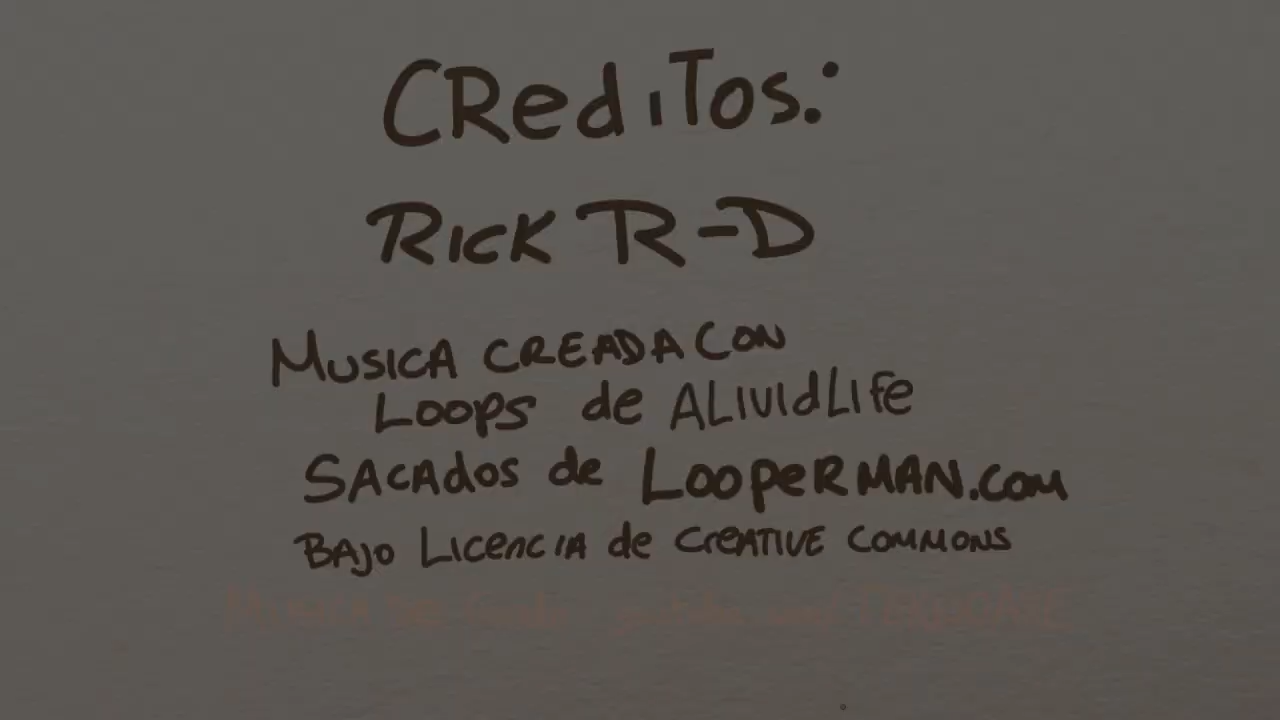 CRediTos:
RICK R-D
MUSICA CREADA CON
LOOPS de ALIVIdLIfe
SACAdos de LOOPERMAN.com
BAJO LICENCIA de CREATIVE COMMONS